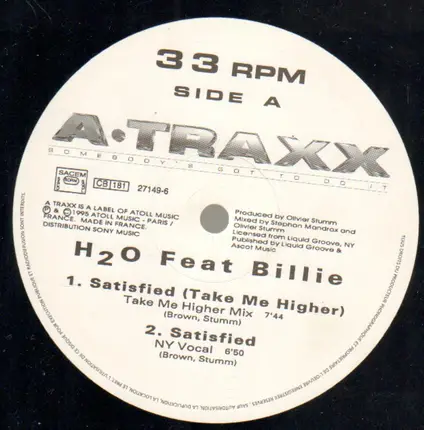 33 RPM
SIDE A
A•TRAXX
SOMEBODY'S GOT TO DO IT
SACEM
CB 181
27149-6
A TRAXX IS A LABEL OF ATOLL MUSIC
℗ & ©1995 ATOLL MUSIC - PARIS /
FRANCE. MADE IN FRANCE.
DISTRIBUTION SONY MUSIC
Produced by Olivier Stumm
Mixed by Stephan Mandrax and
Olivier Stumm
Licensed from Liquid Groove, NY
Published by Liquid Groove &
Ascot Music
H2O Feat Billie
1. Satisfied (Take Me Higher)
Take Me Higher Mix 7'44
(Brown, Stumm)
2. Satisfied
NY Vocal 6'50
(Brown, Stumm)